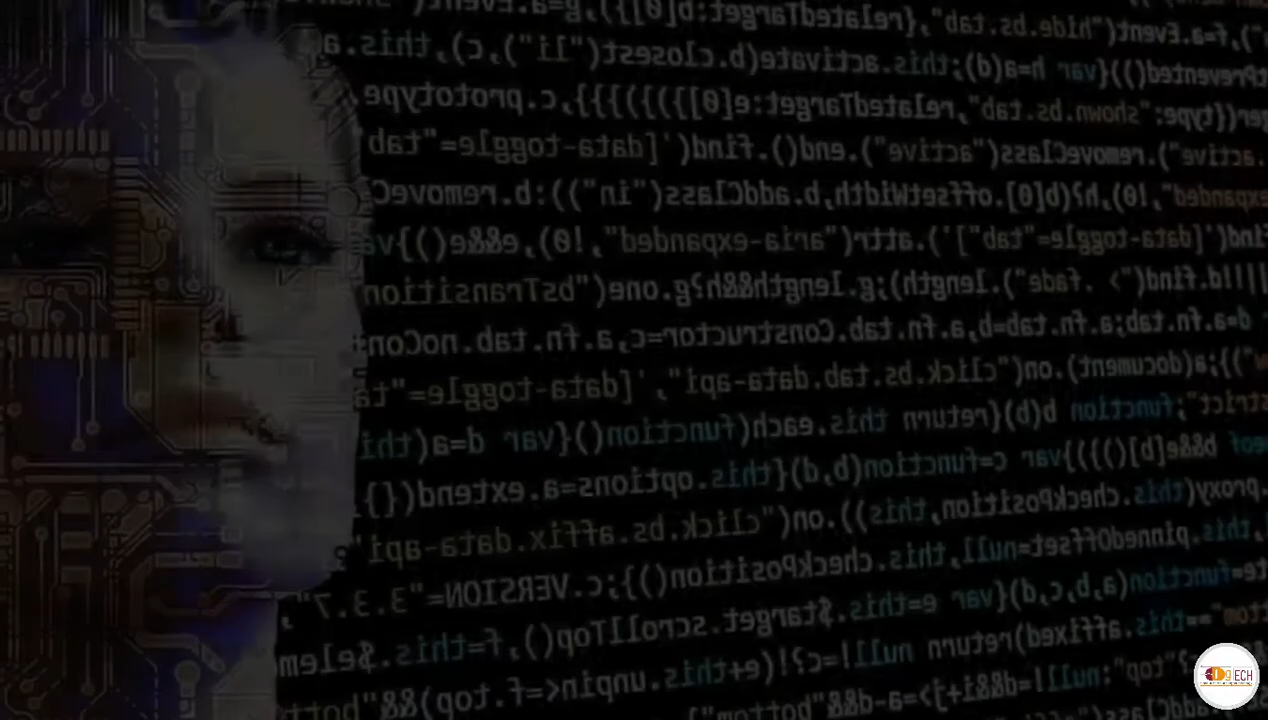 "),f=a.Event("hide.bs.tab",{relatedTarget:b[0]}),g=a.Event("
tPrevented()){var h=a(d);this.activate(b.closest("li"),c),this.a
ger({type:"shown.bs.tab",relatedTarget:e[0]})})}}},c.prototype.
.active").removeClass("active").end().find('[data-toggle="tab
expanded",!0),h?(b[0].offsetWidth,b.addClass("in")):b.removeC
ind('[data-toggle="tab"]').attr("aria-expanded",!0),e&&e()}va
||!!d.find("> .fade").length);g.length&&h?g.one("bsTransition
r d=a.fn.tab;a.fn.tab=b,a.fn.tab.Constructor=c,a.fn.tab.noCon
w")};a(document).on("click.bs.tab.data-api",'[data-toggle="ta
strict";function b(b){return this.each(function(){var d=a(thi
eof b&&e[b]()})}var c=function(b,d){this.options=a.extend({},
.proxy(this.checkPosition,this)).on("click.bs.affix.data-api"
,this.pinnedOffset=null,this.checkPosition()};c.VERSION="3.3.7",
te=function(a,b,c,d){var e=this.$target.scrollTop(),f=this.$elem
tom"==this.affixed)return null!=c?!(e+this.unpin<=f.top)&&"bott
?"top":null!=d&&i+j>=a-d&&"bottom"